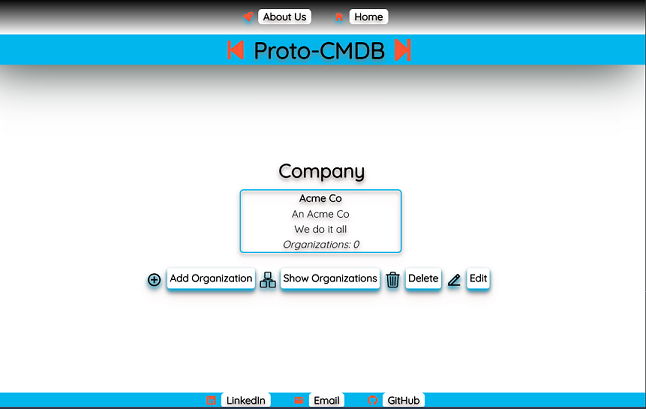 About Us Home
Proto-CMDB
Company
Acme Co
An Acme Co
We do it all
Organizations: 0
Add Organization Show Organizations Delete Edit
LinkedIn Email GitHub